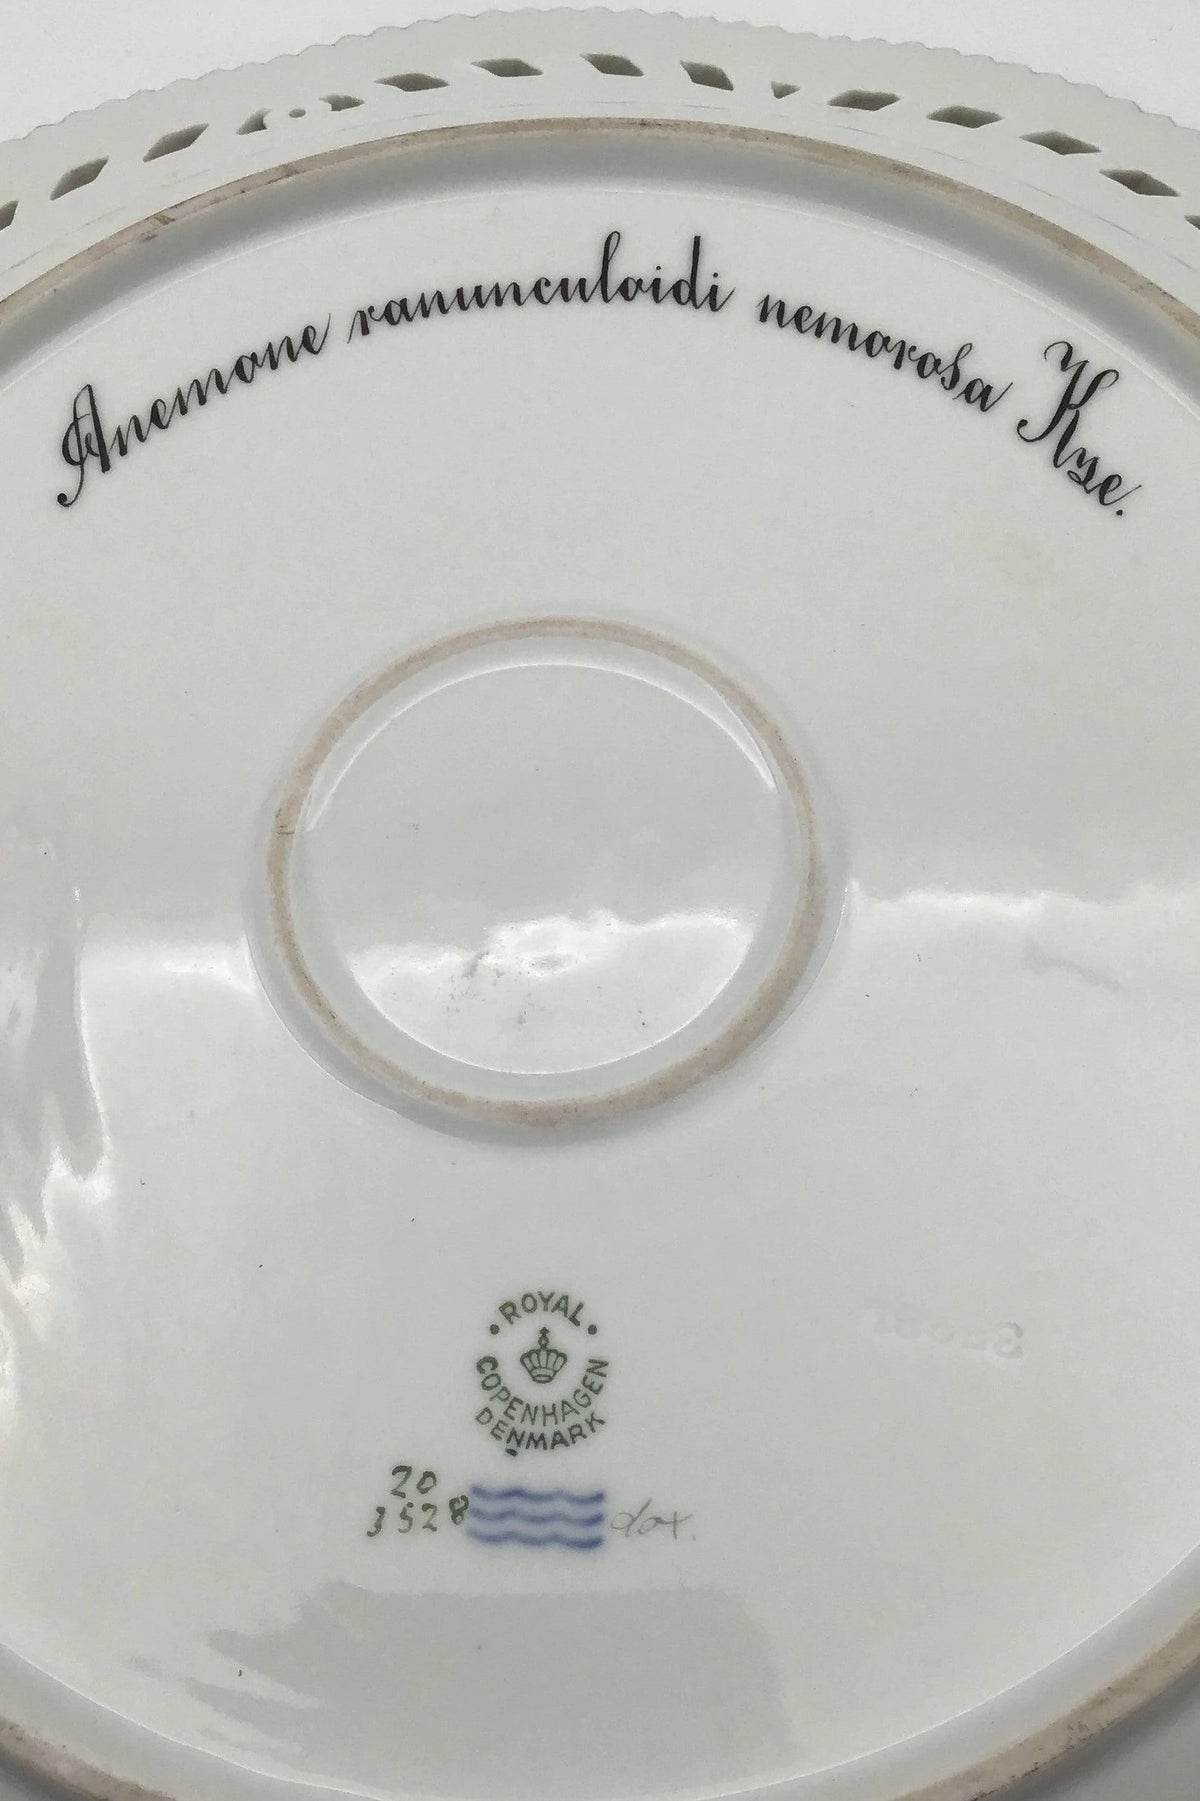 Anemone ranunculoidi nemorosa Kze.
ROYAL
COPENHAGEN
DENMARK
20
3528